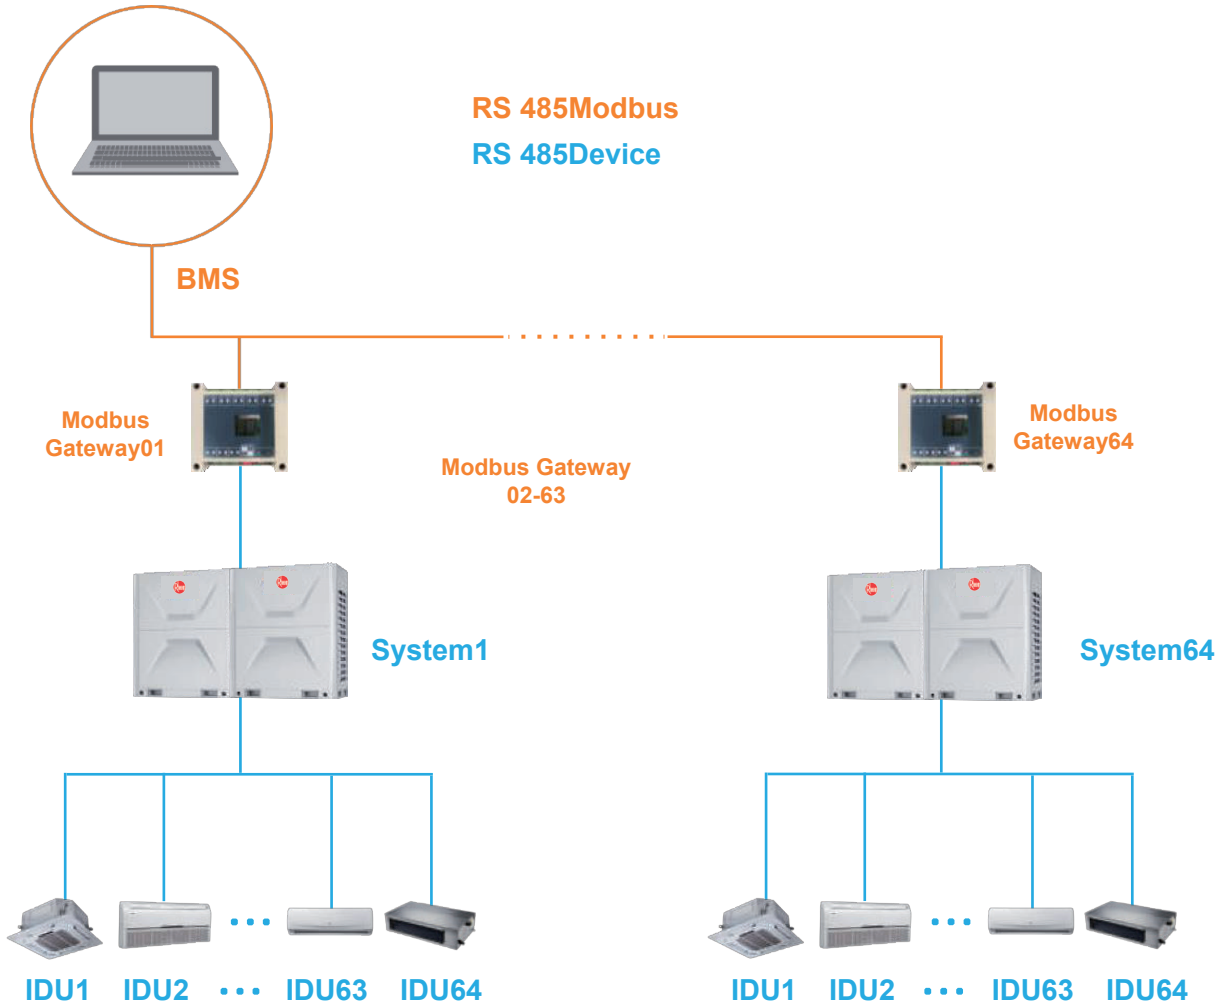 RS 485Modbus
RS 485Device
BMS
Modbus
Gateway01
Modbus Gateway
02-63
Modbus
Gateway64
System1
System64
IDU1 IDU2 ... IDU63 IDU64
IDU1 IDU2 ... IDU63 IDU64